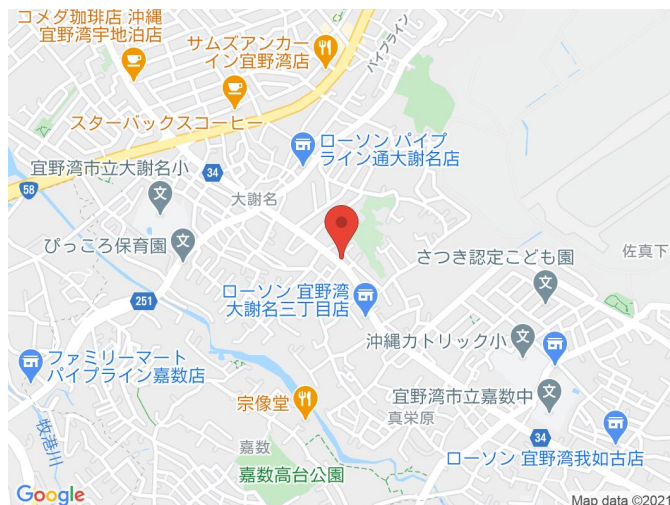 コメダ珈琲店 沖縄
宜野湾宇地泊店
サムズアンカー
イン宜野湾店
パイプライン
スターバックスコーヒー
ローソン パイプ
ライン通大謝名店
宜野湾市立大謝名小
34
58
大謝名
ぴっころ保育園
佐真下
さつき認定こども園
251
ローソン 宜野湾
大謝名三丁目店
沖縄カトリック小
ファミリーマート
パイプライン嘉数店
宗像堂
宜野湾市立嘉数中
真栄原
牧港川
嘉数
34
嘉数高台公園
ローソン 宜野湾我如古店
Google
Map data ©2021
文
文
文
文
文